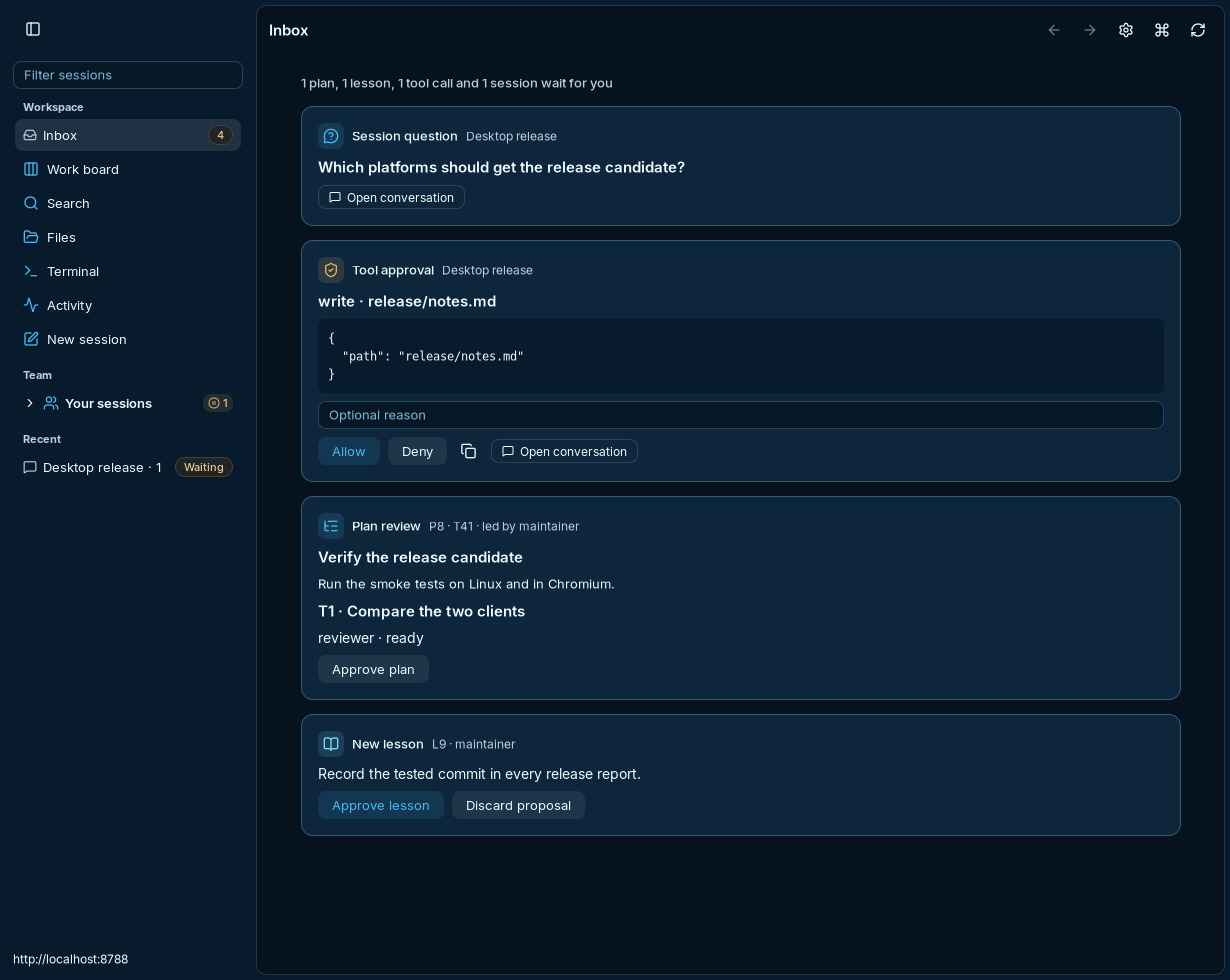 Inbox
Filter sessions
1 plan, 1 lesson, 1 tool call and 1 session wait for you
Workspace
Inbox 4
Work board
Search
Files
Terminal
Activity
New session
Team
Your sessions 1
Recent
Desktop release · 1 Waiting
http://localhost:8788
Session question Desktop release
Which platforms should get the release candidate?
Open conversation
Tool approval Desktop release
write · release/notes.md
{
"path": "release/notes.md"
}
Optional reason
Allow Deny Open conversation
Plan review P8 · T41 · led by maintainer
Verify the release candidate
Run the smoke tests on Linux and in Chromium.
T1 · Compare the two clients
reviewer · ready
Approve plan
New lesson L9 · maintainer
Record the tested commit in every release report.
Approve lesson Discard proposal